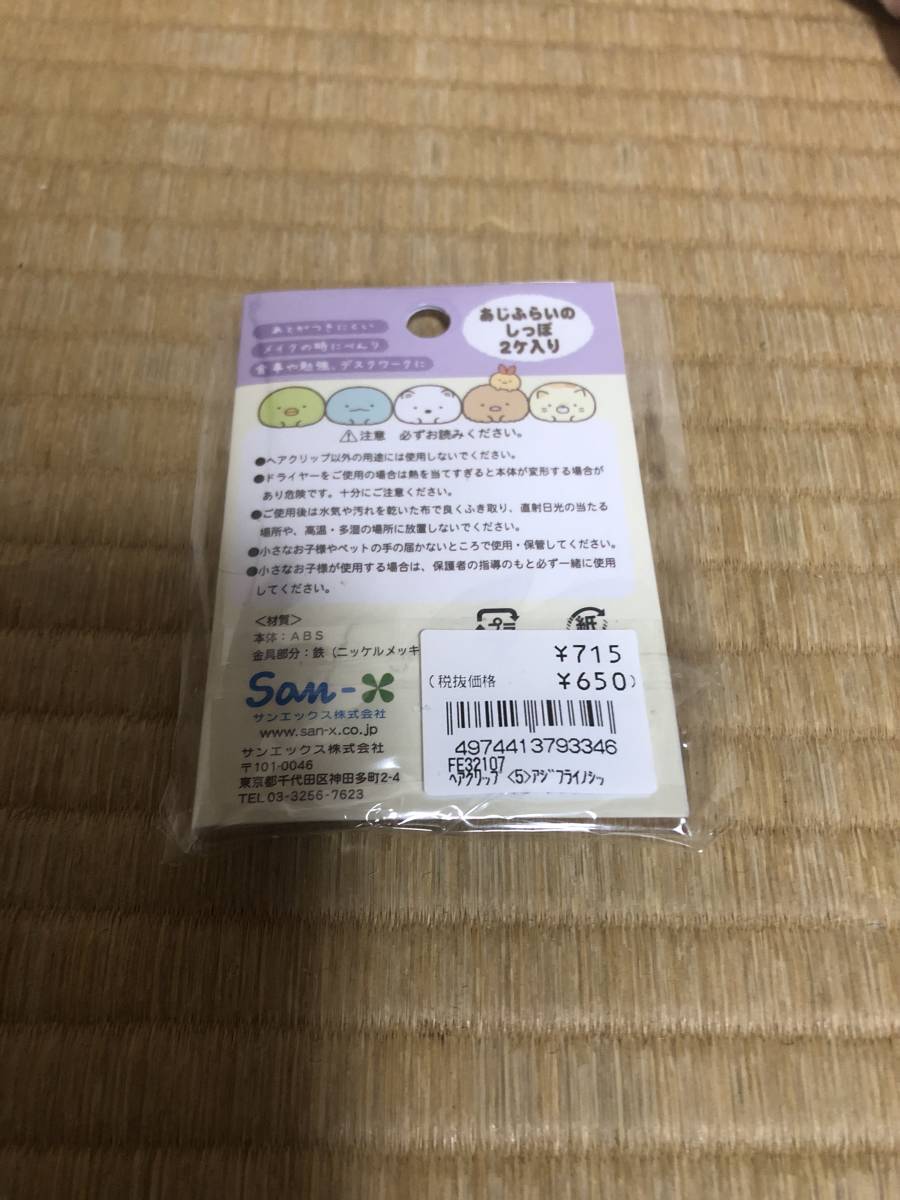 あとがつきにくい
メイクの時にべんり
食事や勉強、デスクワークに
あじふらいの
しっぽ
2ケ入り
注意 必ずお読みください。
●ヘアクリップ以外の用途には使用しないでください。
●ドライヤーをご使用の場合は熱を当てすぎると本体が変形する場合が
あり危険です。十分にご注意ください。
●ご使用後は水気や汚れを乾いた布で良くふき取り、直射日光の当たる
場所や、高温・多湿の場所に放置しないでください。
●小さなお子様やペットの手の届かないところで使用・保管してください。
●小さなお子様が使用する場合は、保護者の指導のもと必ず一緒に使用
してください。
<材質>
本体:ABS
金具部分:鉄(ニッケルメッキ
プラ
紙
San-X
サンエックス株式会社
www.san-x.co.jp
サンエックス株式会社
〒101-0046
東京都千代田区神田多町2-4
TEL 03-3256-7623
¥715
(税抜価格 ¥650)
4974413793346
FE32107
ヘアクリップ <5>アジフライノシッ